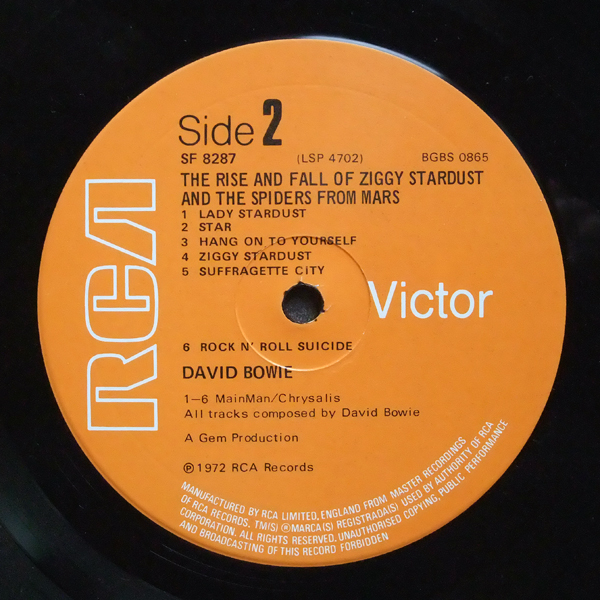 Side 2
SF 8287 (LSP 4702) BGBS 0865
THE RISE AND FALL OF ZIGGY STARDUST
AND THE SPIDERS FROM MARS
1 LADY STARDUST
2 STAR
3 HANG ON TO YOURSELF
4 ZIGGY STARDUST
5 SUFFRAGETTE CITY
RCA
Victor
6 ROCK N' ROLL SUICIDE
DAVID BOWIE
1—6 MainMan/Chrysalis
All tracks composed by David Bowie
A Gem Production
℗ 1972 RCA Records
MANUFACTURED BY RCA LIMITED, ENGLAND FROM MASTER RECORDINGS
OF RCA RECORDS. TM(S) ® MARCA(S) REGISTRADA(S) USED BY AUTHORITY OF RCA
CORPORATION. ALL RIGHTS RESERVED. UNAUTHORISED COPYING, PUBLIC PERFORMANCE
AND BROADCASTING OF THIS RECORD FORBIDDEN